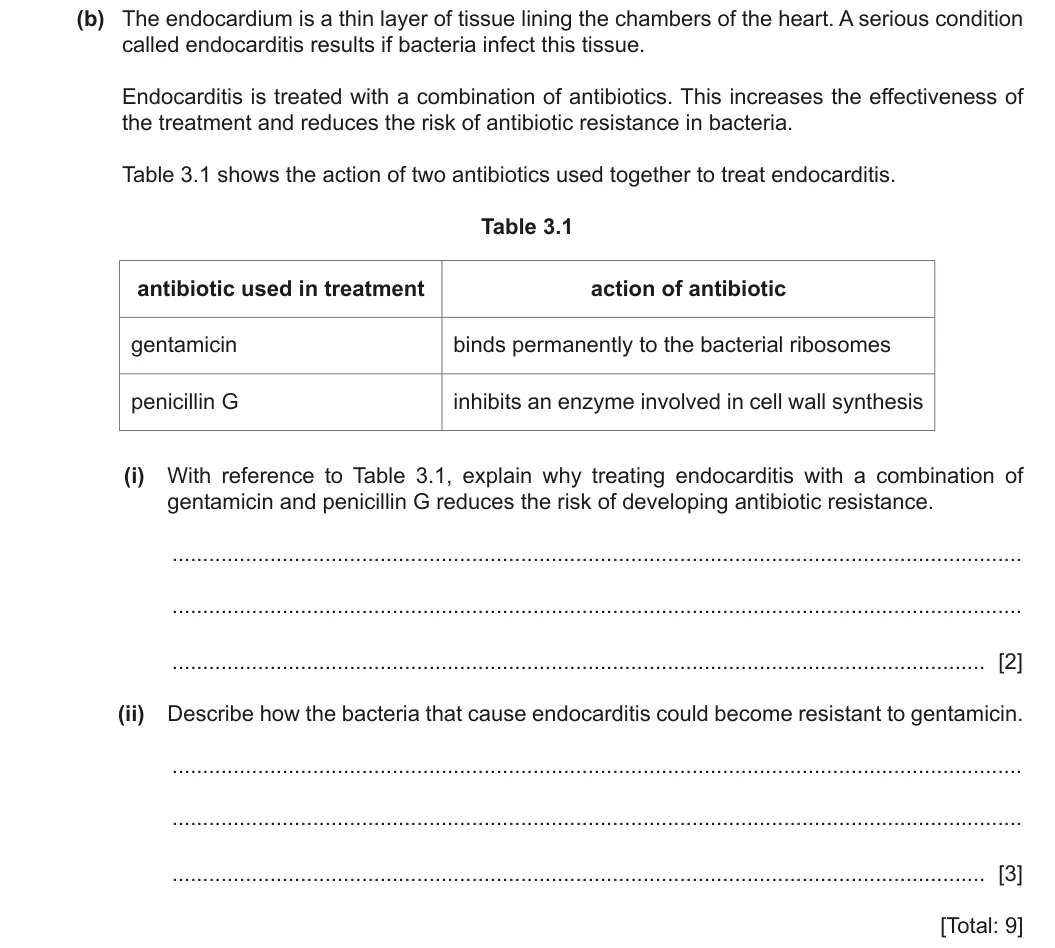 (b) The endocardium is a thin layer of tissue lining the chambers of the heart. A serious condition
called endocarditis results if bacteria infect this tissue.
Endocarditis is treated with a combination of antibiotics. This increases the effectiveness of
the treatment and reduces the risk of antibiotic resistance in bacteria.
Table 3.1 shows the action of two antibiotics used together to treat endocarditis.
Table 3.1
antibiotic used in treatment action of antibiotic
gentamicin binds permanently to the bacterial ribosomes
penicillin G inhibits an enzyme involved in cell wall synthesis
(i) With reference to Table 3.1, explain why treating endocarditis with a combination of
gentamicin and penicillin G reduces the risk of developing antibiotic resistance.
...........................................................................................................................................
...........................................................................................................................................
..................................................................................................................................... [2]
(ii) Describe how the bacteria that cause endocarditis could become resistant to gentamicin.
...........................................................................................................................................
...........................................................................................................................................
..................................................................................................................................... [3]
[Total: 9]